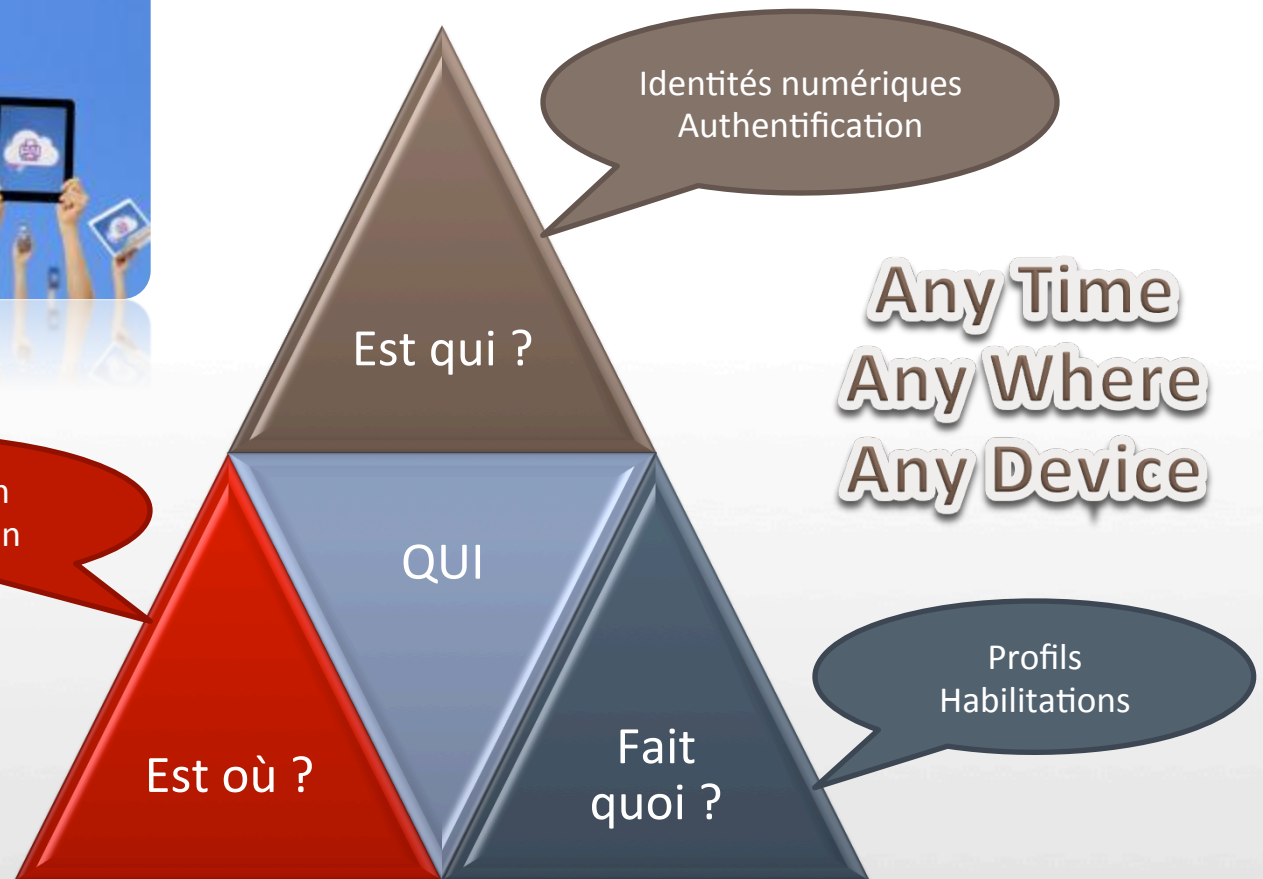 Identités numériques
Authentification
Est qui ?
Any Time
Any Where
Any Device
QUI
Est où ?
Fait
quoi ?
Profils
Habilitations